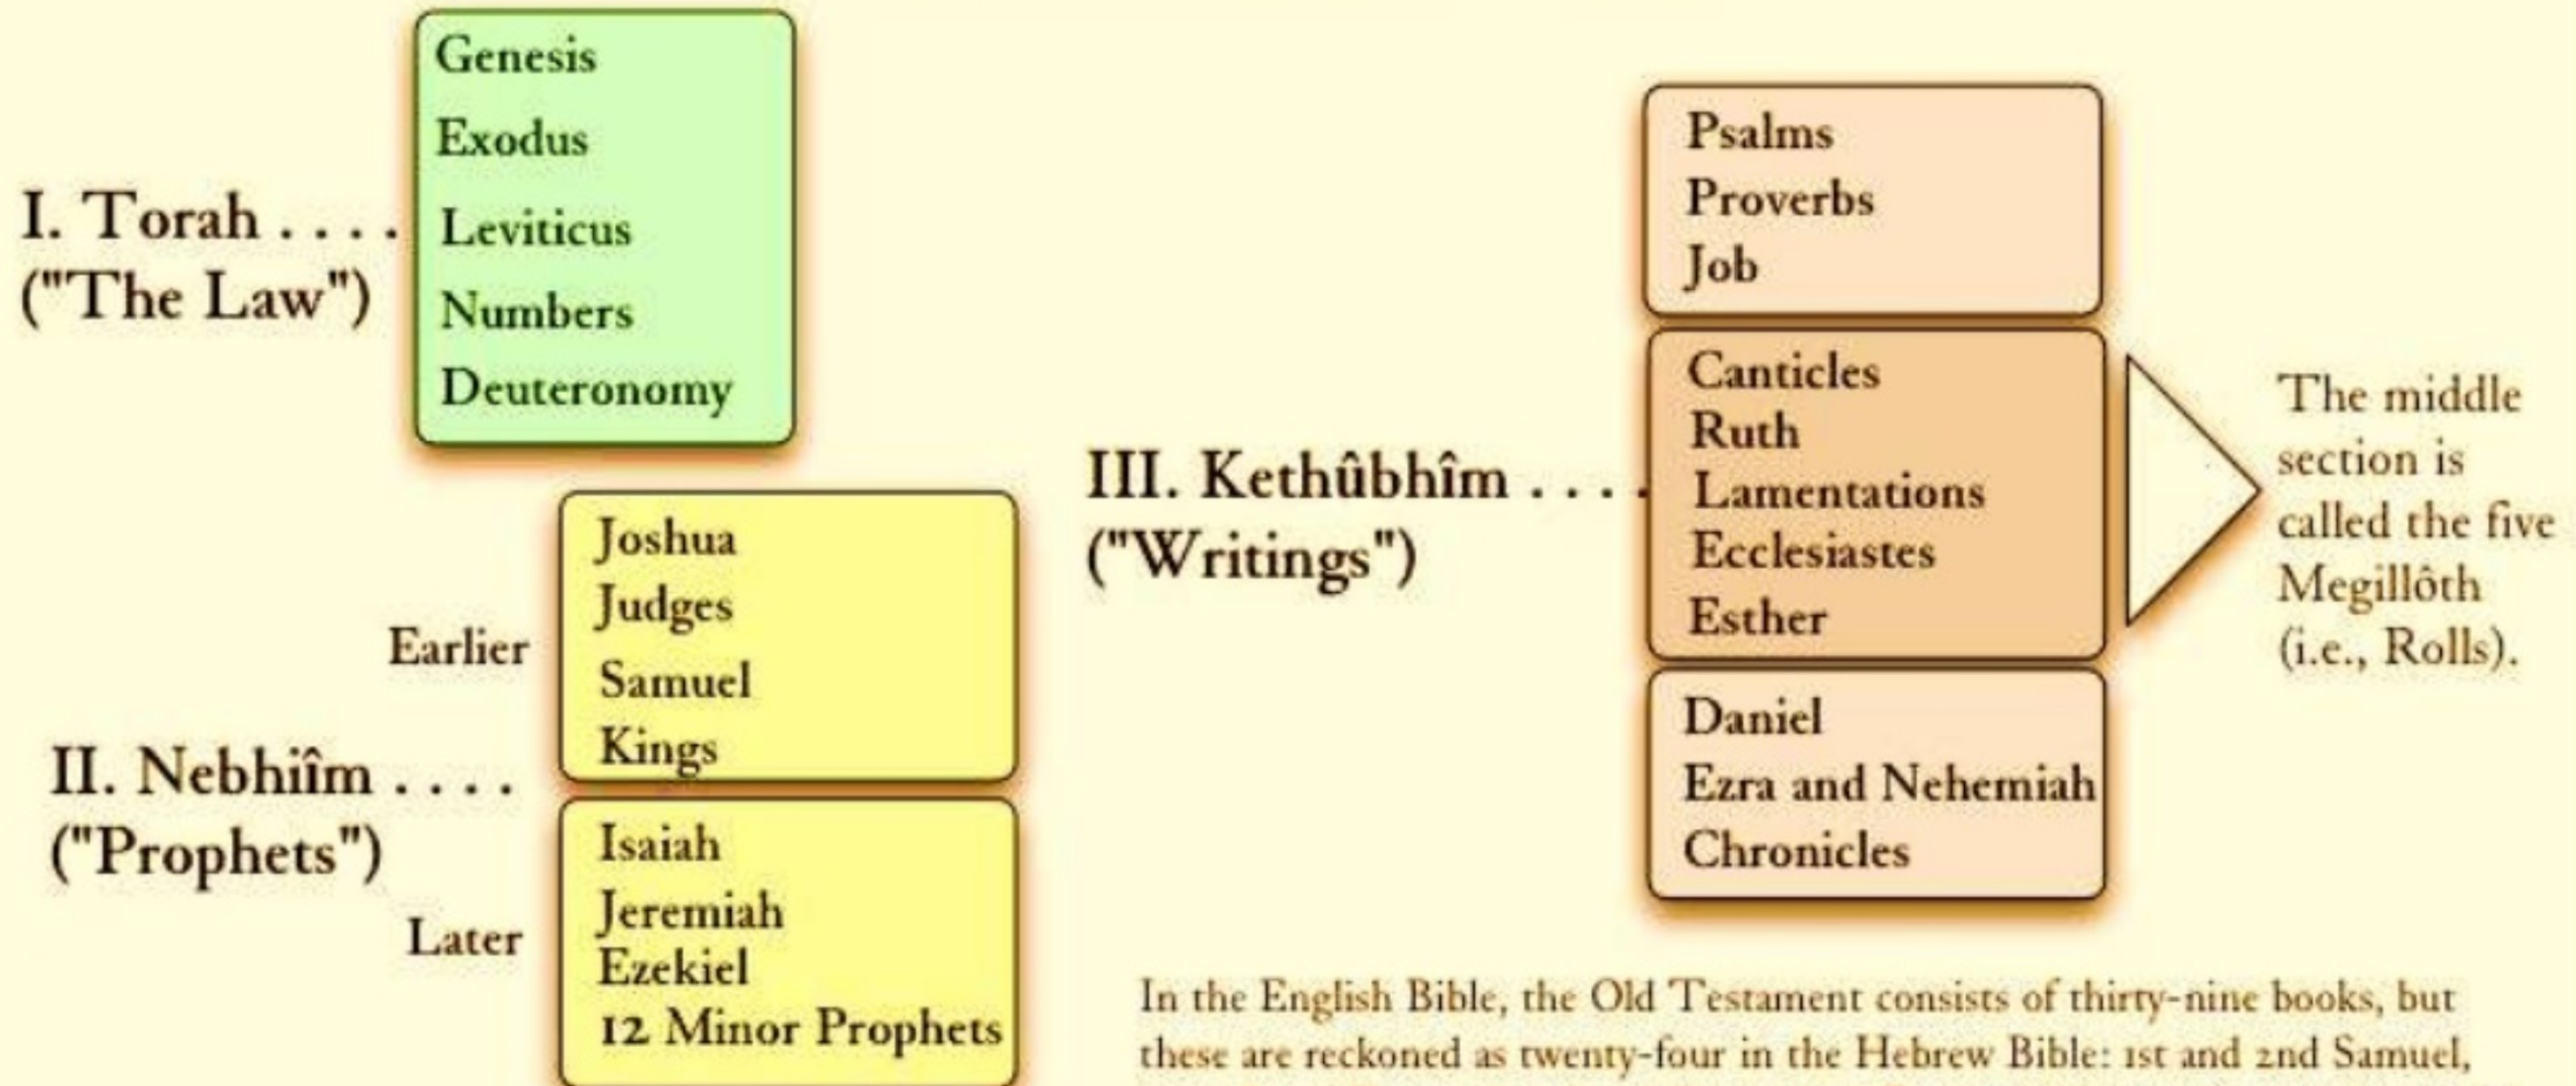 I. Torah . . . .
("The Law")
Genesis
Exodus
Leviticus
Numbers
Deuteronomy
II. Nebhiîm . . . .
("Prophets")
Earlier
Joshua
Judges
Samuel
Kings
Later
Isaiah
Jeremiah
Ezekiel
12 Minor Prophets
III. Kethûbhîm . . . .
("Writings")
Psalms
Proverbs
Job
Canticles
Ruth
Lamentations
Ecclesiastes
Esther
The middle
section is
called the five
Megillôth
(i.e., Rolls).
Daniel
Ezra and Nehemiah
Chronicles
In the English Bible, the Old Testament consists of thirty-nine books, but
these are reckoned as twenty-four in the Hebrew Bible: 1st and 2nd Samuel,